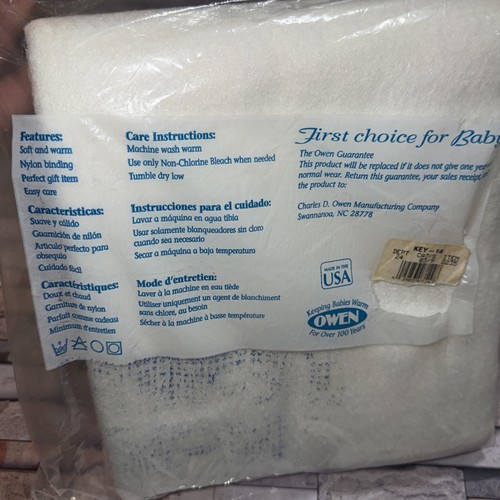 Features:
Soft and warm
Nylon binding
Perfect gift item
Easy care
Caracteristicas:
Suave y cálido
Guarnición de nilón
Articulo perfecto para
obsequio
Cuidado fácil
Caractéristiques:
Doux et chaud
Garnitures de nylon
Parfait comme cadeau
Minimum d'entretien
Care Instructions:
Machine wash warm
Use only Non-Chlorine Bleach when needed
Tumble dry low
Instrucciones para el cuidado:
Lavar a máquina en agua tibia
Usar solamente blanqueadores sin cloro
cuando sea necesario
Secar a máquina a baja temperatura
Mode d'entretien:
Laver à la machine en eau tiède
Utiliser uniquement un agent de blanchiment
sans chlore, au besoin
Sécher à la machine à basse température
First choice for Baby
The Owen Guarantee
This product will be replaced if it does not give one year
normal wear. Return this guarantee, your sales receipt
the product to:
Charles D. Owen Manufacturing Company
Swannanoa, NC 28778
MADE IN THE
USA
Keeping Babies Warm
OWEN
For Over 100 Years
KEY
DEPT
ITEM